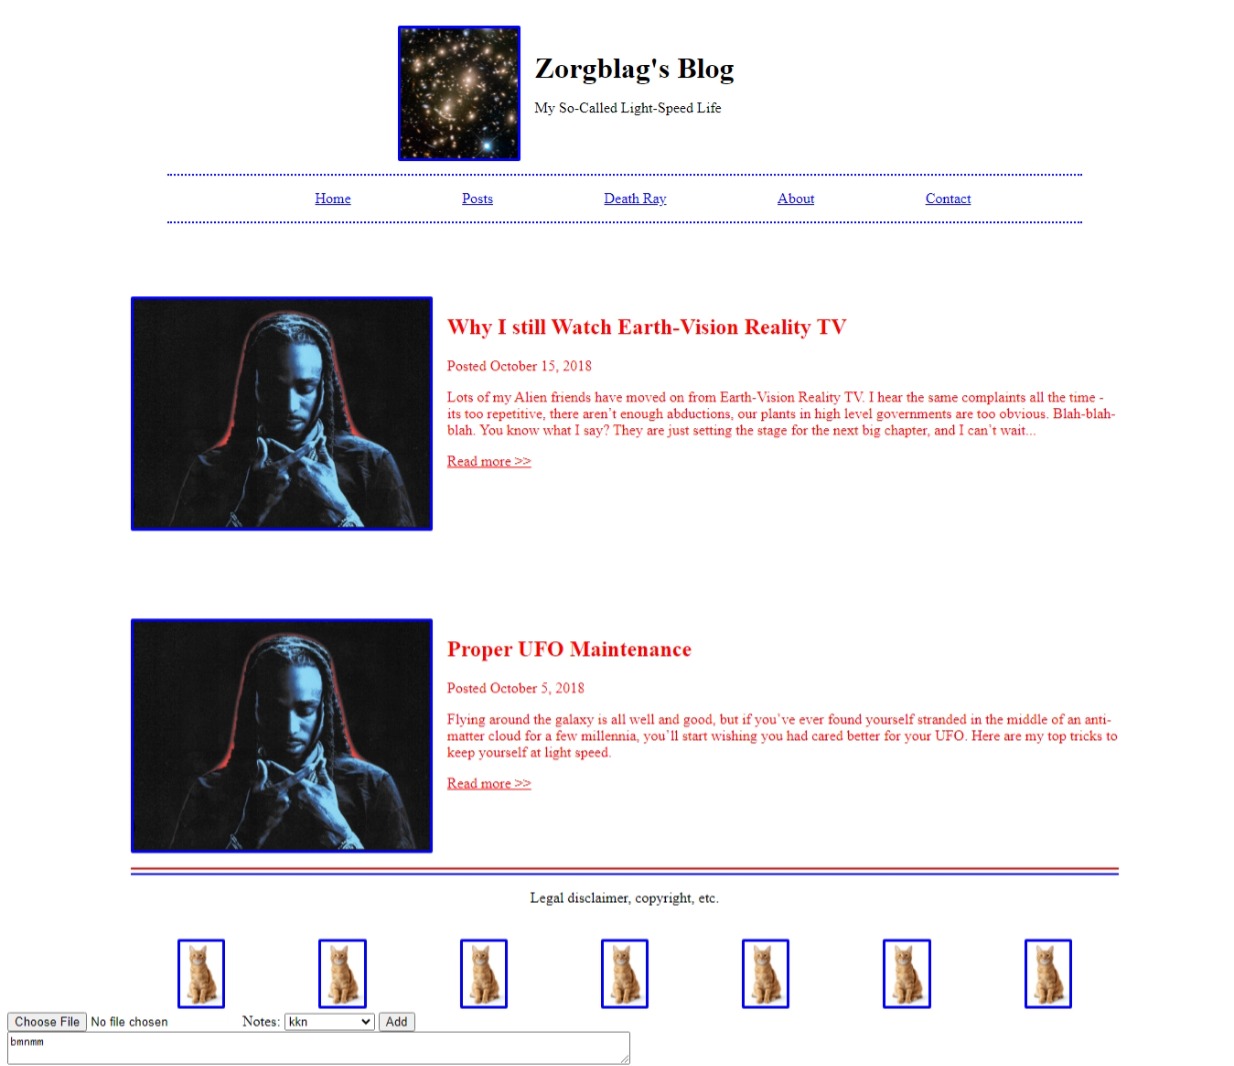 Zorgblag's Blog
My So-Called Light-Speed Life
Home Posts Death Ray About Contact
Why I still Watch Earth-Vision Reality TV
Posted October 15, 2018
Lots of my Alien friends have moved on from Earth-Vision Reality TV. I hear the same complaints all the time -
its too repetitive, there aren’t enough abductions, our plants in high level governments are too obvious. Blah-blah-
blah. You know what I say? They are just setting the stage for the next big chapter, and I can’t wait...
Read more >>
Proper UFO Maintenance
Posted October 5, 2018
Flying around the galaxy is all well and good, but if you’ve ever found yourself stranded in the middle of an anti-
matter cloud for a few millennia, you’ll start wishing you had cared better for your UFO. Here are my top tricks to
keep yourself at light speed.
Read more >>
Legal disclaimer, copyright, etc.
Choose File No file chosen Notes: kkn Add
bmnmm